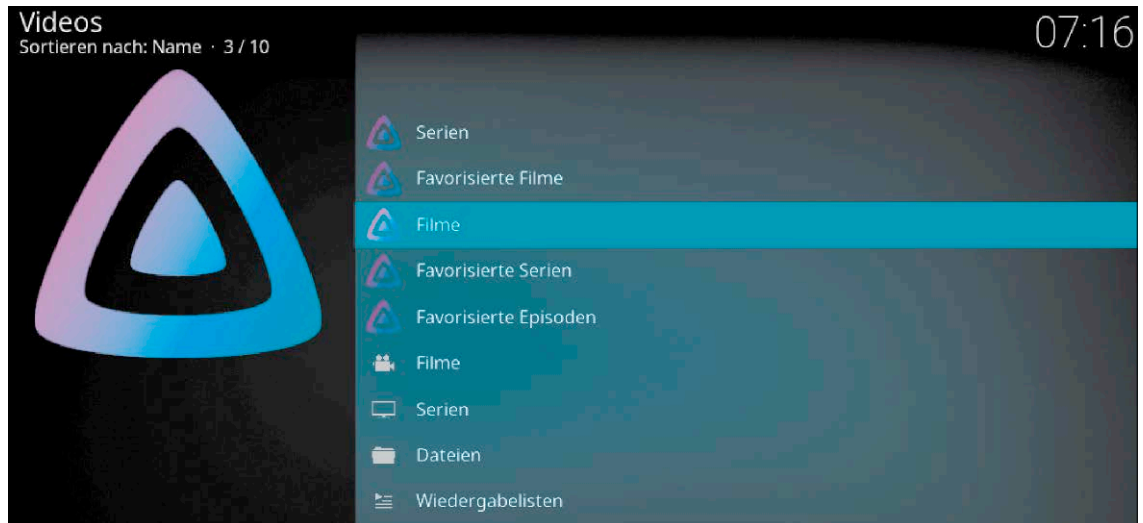 Videos
Sortieren nach: Name · 3 / 10
07:16
Serien
Favorisierte Filme
Filme
Favorisierte Serien
Favorisierte Episoden
Filme
Serien
Dateien
Wiedergabelisten